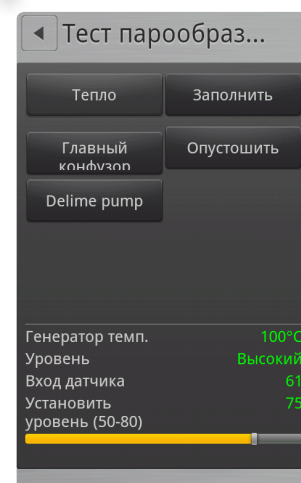 Тест парообраз...
Тепло
Заполнить
Главный
конфузор
Опустошить
Delime pump
Генератор темп. 100°C
Уровень Высокий
Вход датчика 61
Установить 75
уровень (50-80)